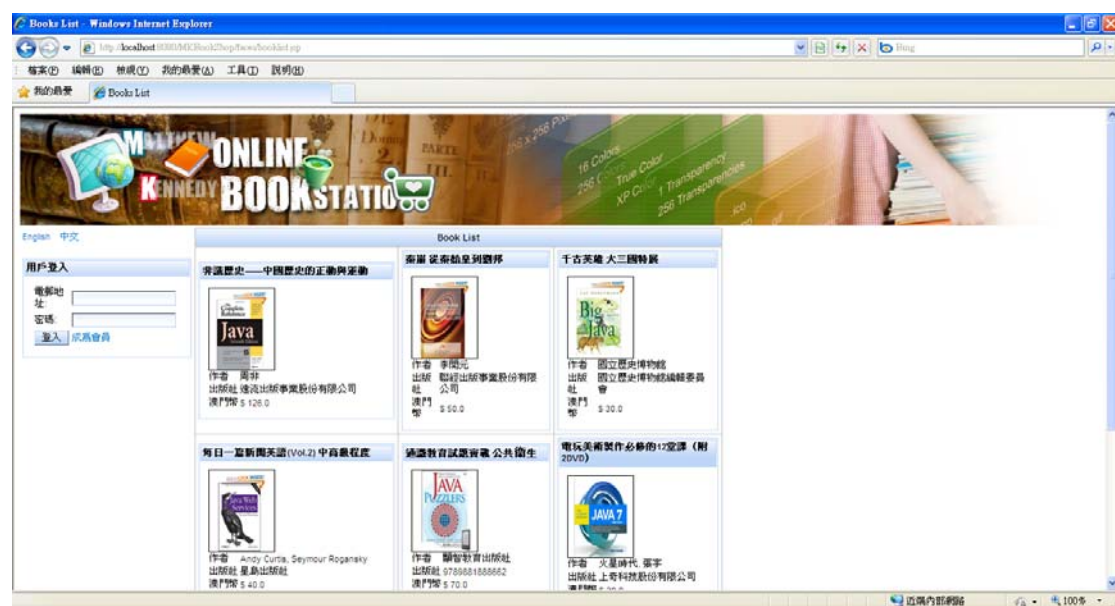 Books List - Windows Internet Explorer
http://localhost:8080/MKBook2Shop/faces/booklist.jsp
Bing
檔案(F) 編輯(E) 檢視(V) 我的最愛(A) 工具(T) 說明(H)
我的最愛 Books List
MATTHEW ONLINE
KENNEDY BOOKSTATIO
256 x 256
16 Colors
True Color
XP Color
1 Transparency
256 Transparencies
ICO
English 中文
Book List
用戶登入
電郵地址:
密碼:
登入 成為會員
非議歷史——中國歷史的正動與逆動
Java
作者 周非
出版社 遠流出版事業股份有限公司
澳門幣 $ 126.0
秦崩 從秦始皇到劉邦
作者 李開元
出版社 聯經出版事業股份有限公司
澳門幣 $ 50.0
千古英雄 大三國特展
Big Java
作者 國立歷史博物館
出版社 國立歷史博物館編輯委員會
澳門幣 $ 30.0
每日一篇新聞英語(Vol.2) 中高級程度
Java Web Services
作者 Andy Curtis, Seymour Rogansky
出版社 星島出版社
澳門幣 $ 40.0
通識教育試題實戰 公共衛生
JAVA PUZZLERS
作者 顯智教育出版社
出版社 9789881888662
澳門幣 $ 70.0
電玩美術製作必修的12堂課（附2DVD）
JAVA 7
作者 火星時代. 張宇
出版社 上奇科技股份有限公司
近端內部網路
100%